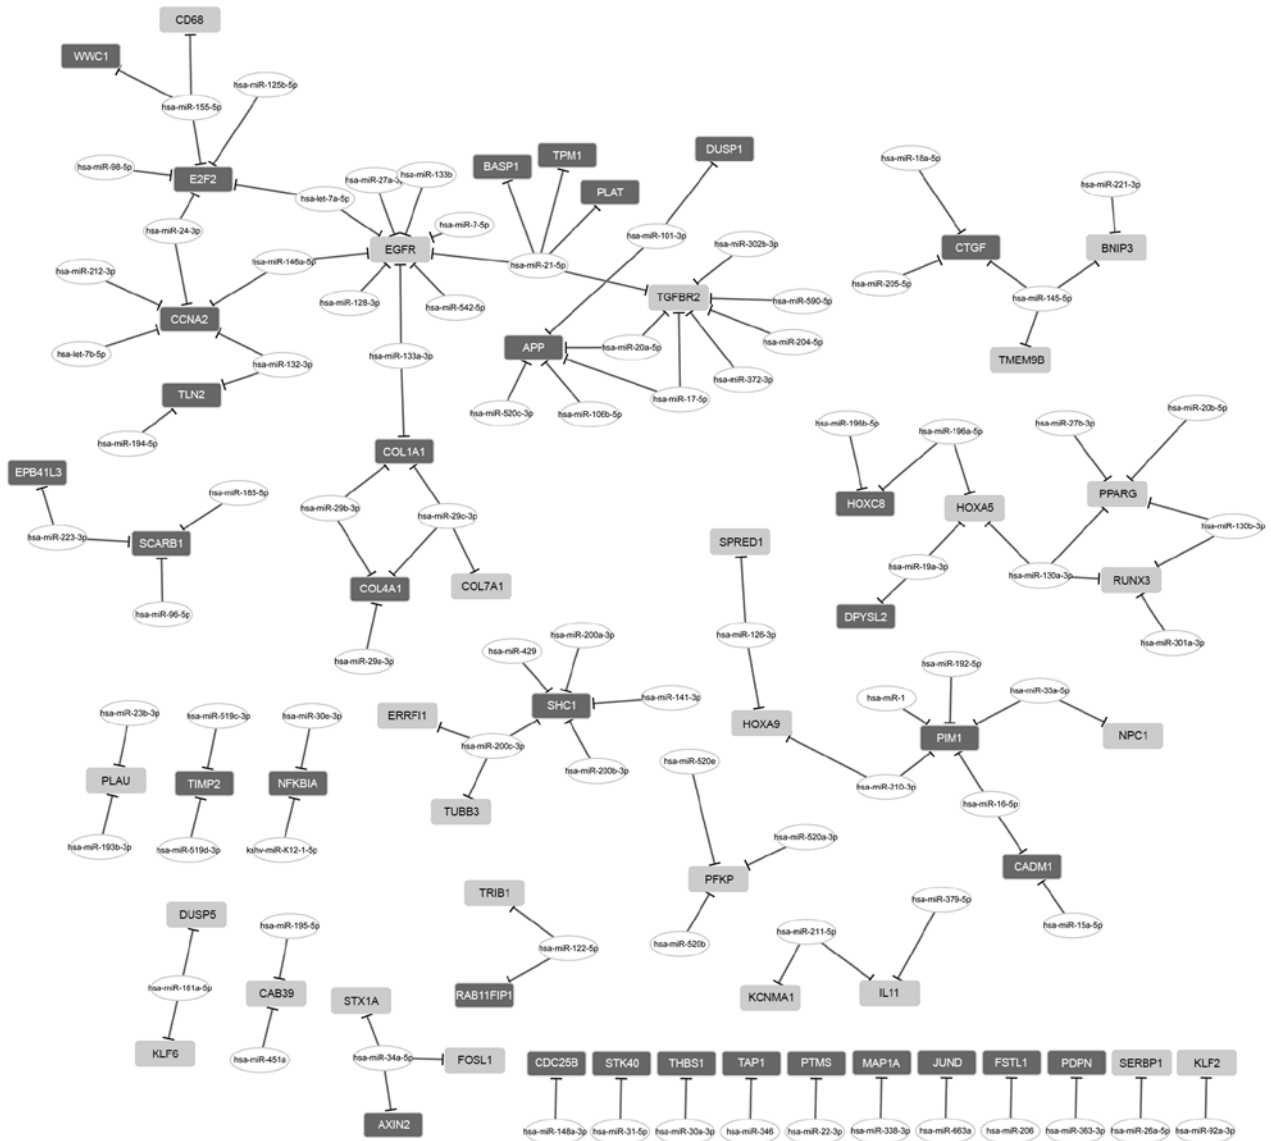 CD68
WWC1
hsa-miR-125b-5p
hsa-miR-155-5p
hsa-miR-98-5p
E2F2
hsa-let-7a-5p
hsa-miR-133b
hsa-miR-7-5p
EGFR
hsa-miR-24-3p
hsa-miR-146a-5p
hsa-miR-212-3p
hsa-miR-128-3p
hsa-miR-542-5p
CCNA2
hsa-let-7b-5p
hsa-miR-132-3p
hsa-miR-133a-3p
TLN2
hsa-miR-194-5p
BASP1
TPM1
PLAT
DUSP1
hsa-miR-101-3p
hsa-miR-21-5p
hsa-miR-302b-3p
TGFBR2
hsa-miR-590-5p
hsa-miR-204-5p
APP
hsa-miR-20a-5p
hsa-miR-372-3p
hsa-miR-17-5p
hsa-miR-520c-3p
hsa-miR-106b-5p
hsa-miR-18a-5p
hsa-miR-221-3p
CTGF
BNIP3
hsa-miR-205-5p
hsa-miR-145-5p
TMEM9B
COL1A1
hsa-miR-29b-3p
hsa-miR-29c-3p
COL4A1
COL7A1
hsa-miR-29a-3p
EPB41L3
hsa-miR-185-5p
hsa-miR-223-3p
SCARB1
hsa-miR-96-5p
hsa-miR-196b-5p
hsa-miR-196a-5p
hsa-miR-27b-3p
hsa-miR-20b-5p
HOXC8
HOXA5
PPARG
hsa-miR-130b-3p
hsa-miR-19a-3p
hsa-miR-130a-3p
RUNX3
DPYSL2
hsa-miR-301a-3p
SPRED1
hsa-miR-126-3p
HOXA9
hsa-miR-192-5p
hsa-miR-1
hsa-miR-33a-5p
PIM1
NPC1
hsa-miR-210-3p
hsa-miR-16-5p
CADM1
hsa-miR-15a-5p
hsa-miR-429
hsa-miR-200a-3p
SHC1
hsa-miR-141-3p
ERRFI1
hsa-miR-200c-3p
hsa-miR-200b-3p
TUBB3
hsa-miR-23b-3p
hsa-miR-519c-3p
hsa-miR-30e-3p
PLAU
TIMP2
NFKBIA
hsa-miR-193b-3p
hsa-miR-519d-3p
kshv-miR-K12-1-5p
hsa-miR-520e
hsa-miR-520a-3p
PFKP
hsa-miR-520b
TRIB1
hsa-miR-122-5p
RAB11FIP1
hsa-miR-211-5p
hsa-miR-379-5p
KCNMA1
IL11
DUSP5
hsa-miR-181a-5p
KLF6
hsa-miR-195-5p
CAB39
hsa-miR-451a
STX1A
hsa-miR-34a-5p
FOSL1
AXIN2
CDC25B
STK40
THBS1
TAP1
PTMS
MAP1A
JUND
FSTL1
PDPN
SERBP1
KLF2
hsa-miR-148a-3p
hsa-miR-31-5p
hsa-miR-30a-3p
hsa-miR-346
hsa-miR-22-3p
hsa-miR-338-3p
hsa-miR-663a
hsa-miR-206
hsa-miR-363-3p
hsa-miR-26a-5p
hsa-miR-92a-3p